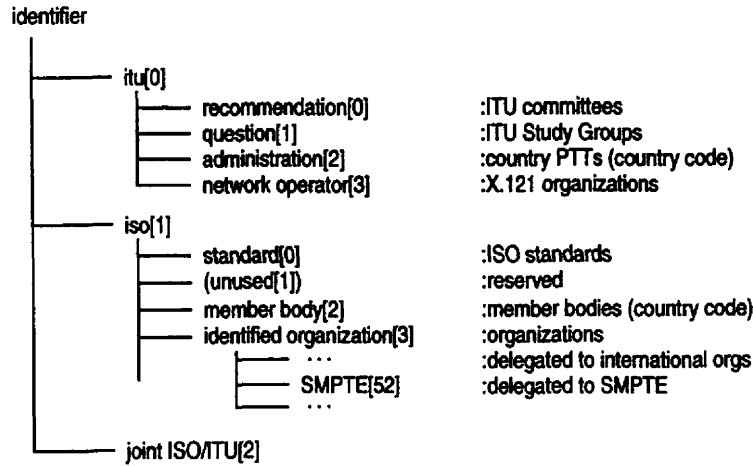 identifier
itu[0]
recommendation[0] :ITU committees
question[1] :ITU Study Groups
administration[2] :country PTTs (country code)
network operator[3] :X.121 organizations
iso[1]
standard[0] :ISO standards
(unused[1]) :reserved
member body[2] :member bodies (country code)
identified organization[3] :organizations
... :delegated to international orgs
SMPTE[52] :delegated to SMPTE
...
joint ISO/ITU[2]